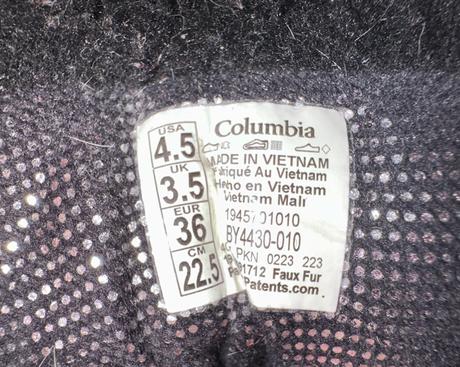 USA
4.5
UK
3.5
EUR
36
CM
22.5
Columbia
MADE IN VIETNAM
Fabriqué Au Vietnam
Hecho en Vietnam
Vietnam Malı
BY4430-010
PKN 0223 223
Faux Fur
Patents.com